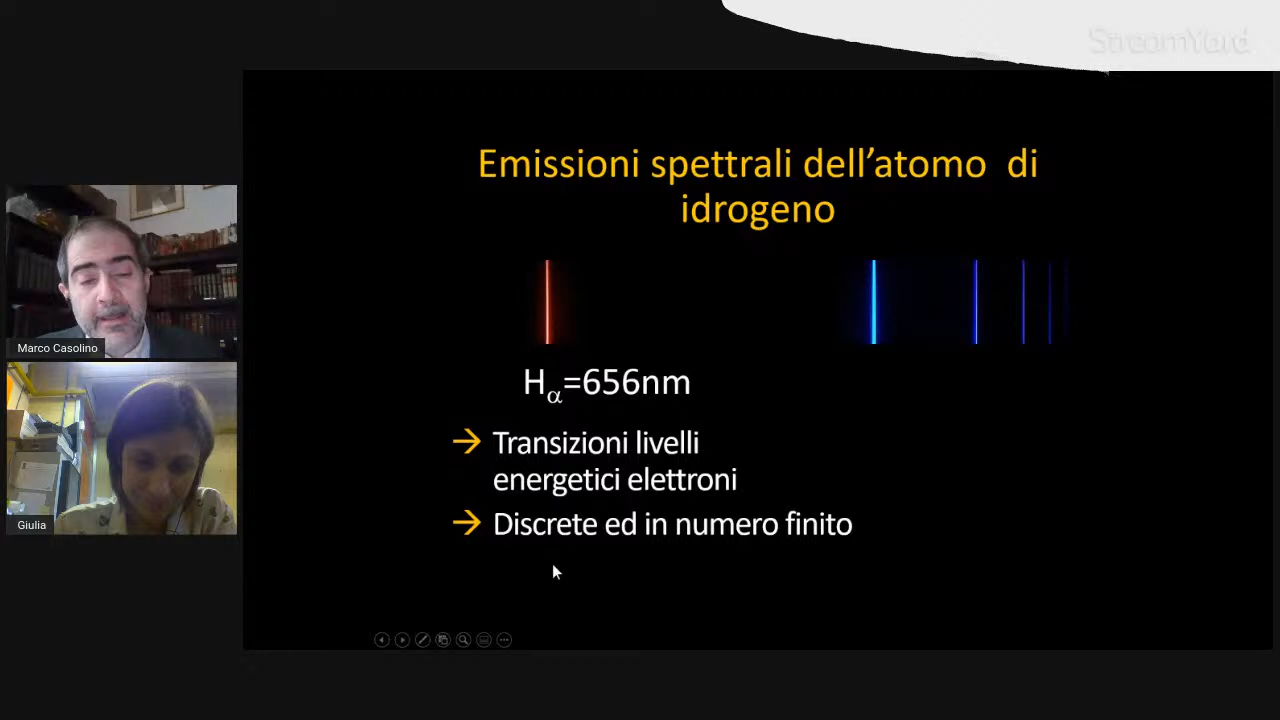 StreamYard
Emissioni spettrali dell’atomo di
idrogeno
Hα=656nm
→ Transizioni livelli
energetici elettroni
→ Discrete ed in numero finito
Marco Casolino
Giulia